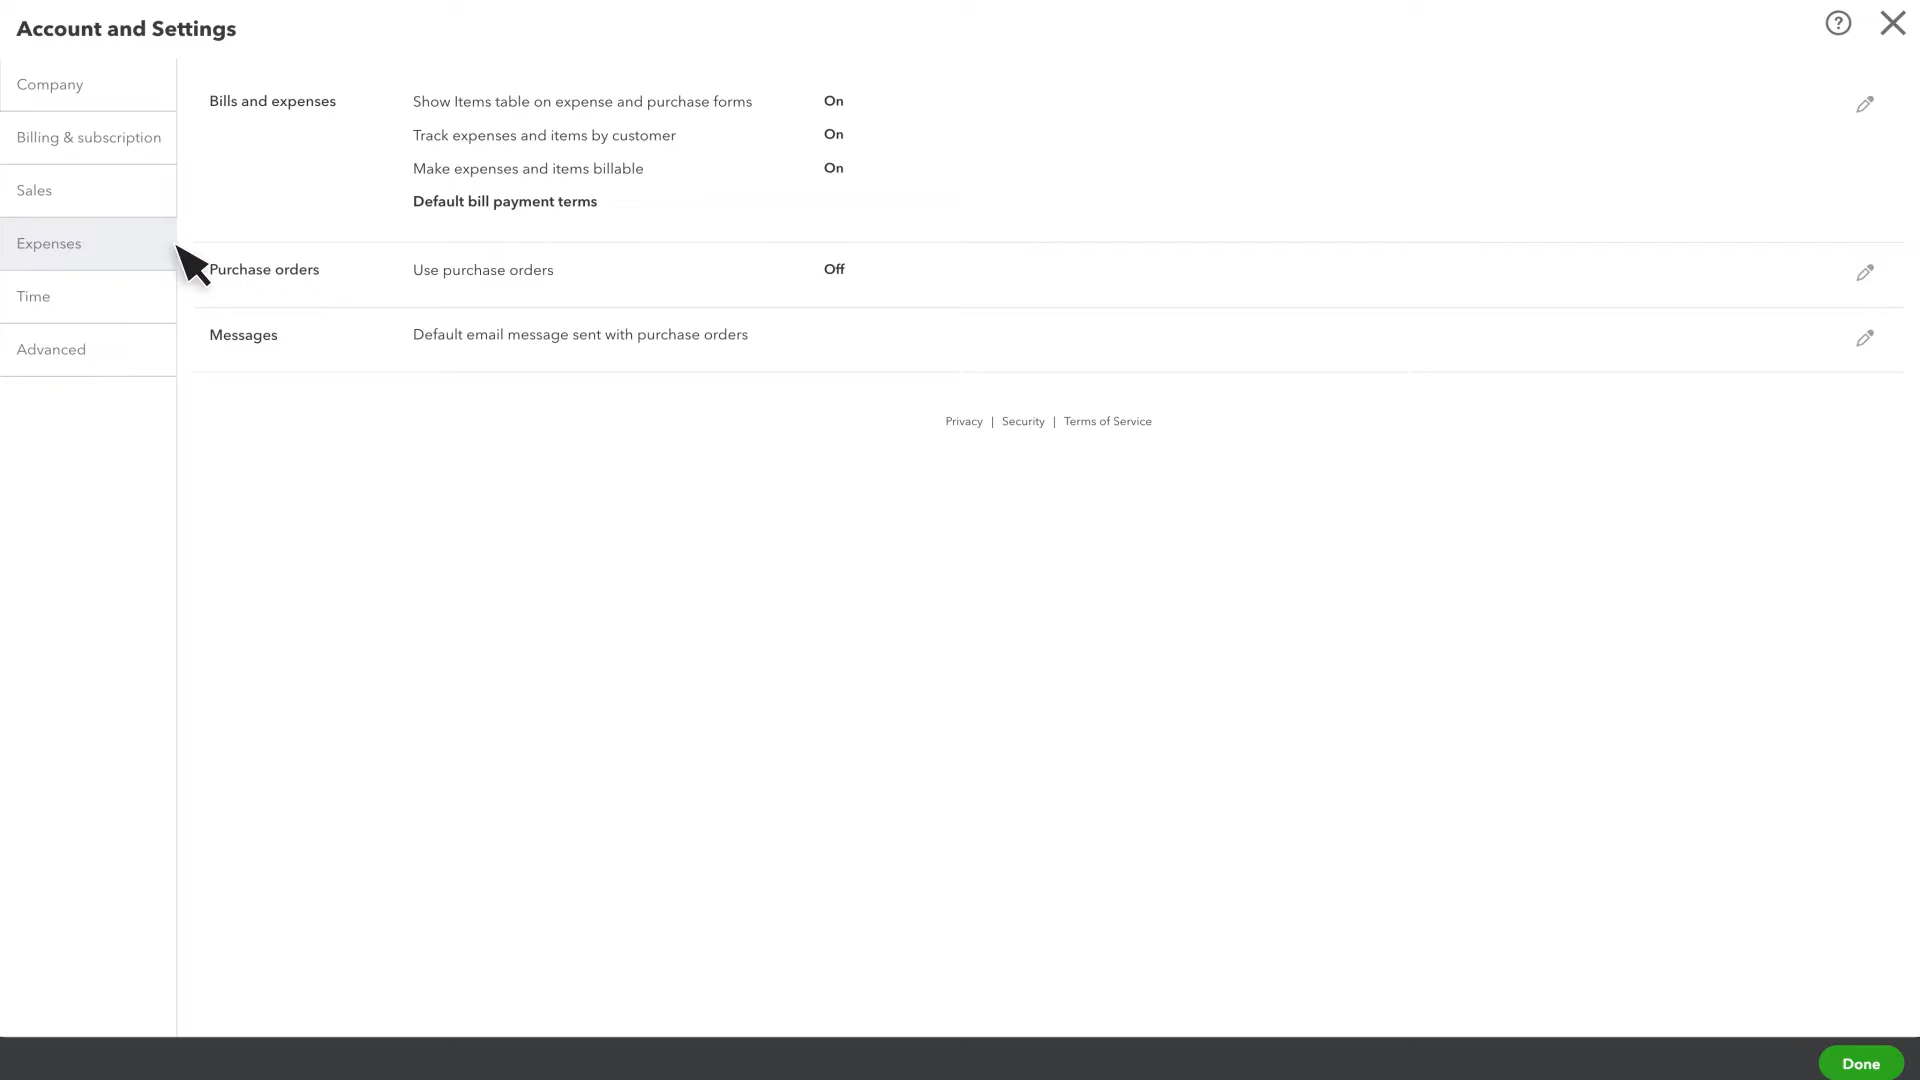 Account and Settings
Company
Billing & subscription
Sales
Expenses
Time
Advanced
Bills and expenses
Show Items table on expense and purchase forms On
Track expenses and items by customer On
Make expenses and items billable On
Default bill payment terms
Purchase orders Use purchase orders Off
Messages Default email message sent with purchase orders
Privacy | Security | Terms of Service
Done